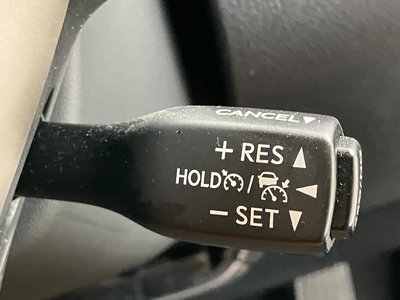 CANCEL▼
+ RES ▲
HOLD / ◄
− SET ▼